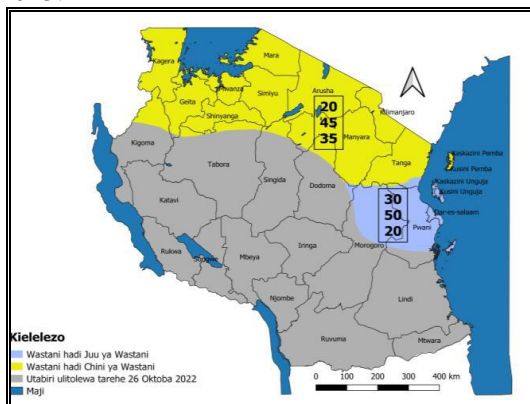 Kagera
Mara
Mwanza
Geita
Simiyu
Arusha
Shinyanga
Kilimanjaro
20
45
35
Manyara
Kigoma
Tabora
Singida
Dodoma
Tanga
Kaskazini Pemba
Kusini Pemba
Kaskazini Unguja
Kusini Unguja
Dar-es-salaam
30
50
20
Pwani
Morogoro
Katavi
Rukwa
Songwe
Mbeya
Iringa
Njombe
Lindi
Ruvuma
Mtwara
Kielelezo
Wastani hadi Juu ya Wastani
Wastani hadi Chini ya Wastani
Utabiri ulitolewa tarehe 26 Oktoba 2022
Maji
0 100 200 300 400 km